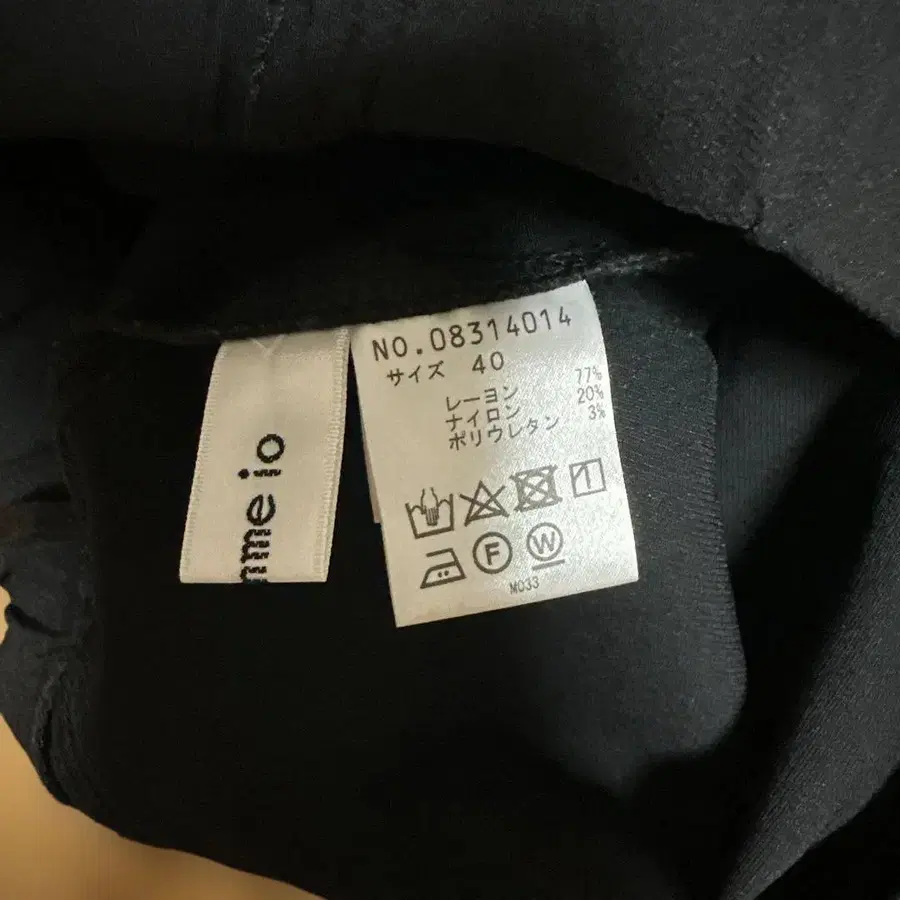 NO.08314014
サイズ 40
レーヨン 77%
ナイロン 20%
ポリウレタン 3%
F W
M033
me io